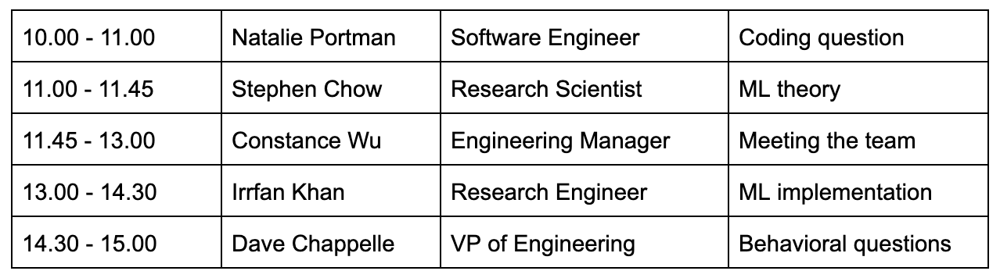 10.00 - 11.00 Natalie Portman Software Engineer Coding question
11.00 - 11.45 Stephen Chow Research Scientist ML theory
11.45 - 13.00 Constance Wu Engineering Manager Meeting the team
13.00 - 14.30 Irrfan Khan Research Engineer ML implementation
14.30 - 15.00 Dave Chappelle VP of Engineering Behavioral questions